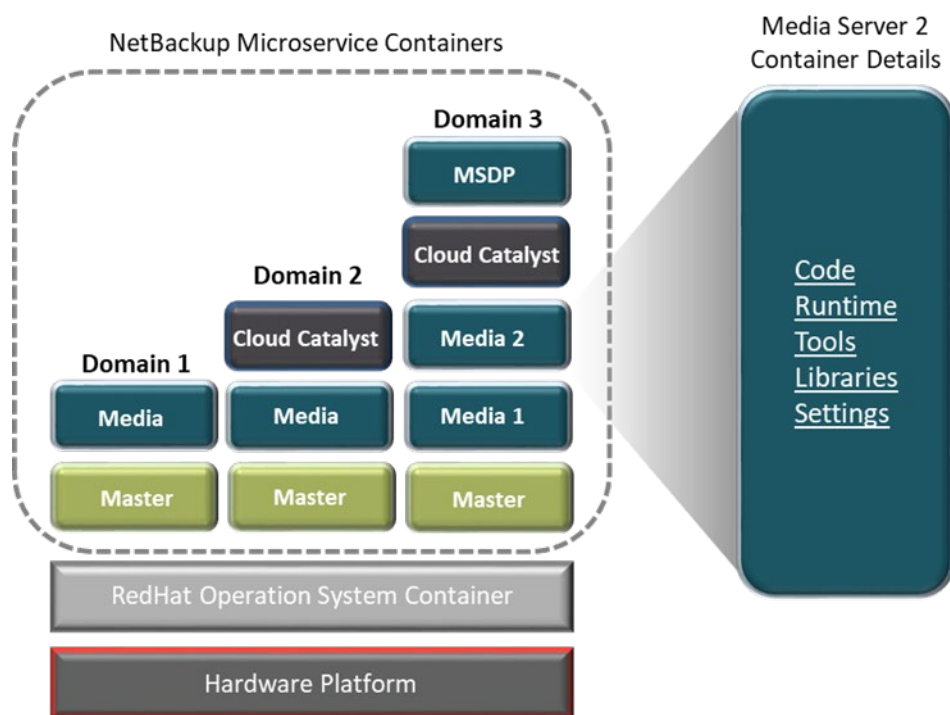 NetBackup Microservice Containers
Media Server 2
Container Details
Domain 3
MSDP
Cloud Catalyst
Domain 2
Cloud Catalyst
Media 2
Domain 1
Media
Media
Media 1
Master
Master
Master
Code
Runtime
Tools
Libraries
Settings
RedHat Operation System Container
Hardware Platform